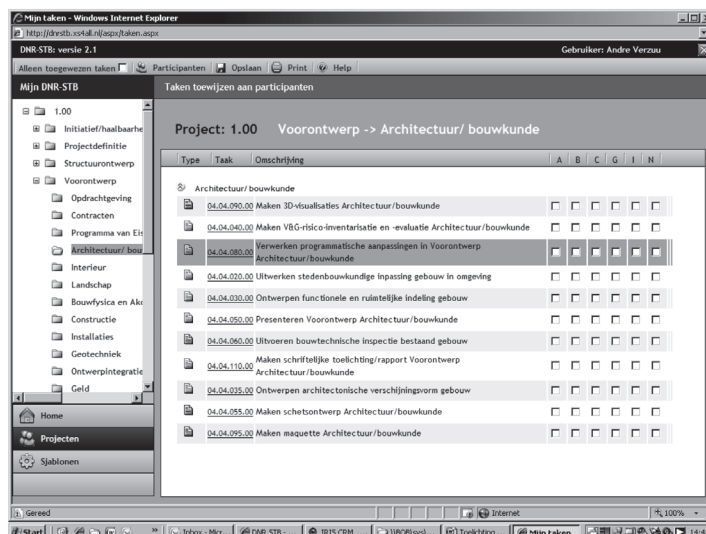 Mijn taken - Windows Internet Explorer
http://dnrstb.xs4all.nl/aspx/taken.aspx
DNR-STB: versie 2.1 Gebruiker: Andre Verzuu
Alleen toegewezen taken Participanten Opslaan Print Help
Mijn DNR-STB Taken toewijzen aan participanten
1.00
Initiatief/haalbaarhe
Projectdefinitie
Structuurontwerp
Voorontwerp
Opdrachtgeving
Contracten
Programma van Eis
Architectuur/ bou
Interieur
Landschap
Bouwfysica en Ako
Constructie
Installaties
Geotechniek
Ontwerpintegratie
Geld
Home
Projecten
Sjablonen
Project: 1.00 Voorontwerp -> Architectuur/ bouwkunde
Type Taak Omschrijving A B C G I N
Architectuur/bouwkunde
04.04.090.00 Maken 3D-visualisaties Architectuur/bouwkunde
04.04.040.00 Maken V&G-risico-inventarisatie en -evaluatie Architectuur/bouwkunde
04.04.080.00 Verwerken programmatische aanpassingen in Voorontwerp
Architectuur/bouwkunde
04.04.020.00 Uitwerken stedenbouwkundige inpassing gebouw in omgeving
04.04.030.00 Ontwerpen functionele en ruimtelijke indeling gebouw
04.04.050.00 Presenteren Voorontwerp Architectuur/bouwkunde
04.04.060.00 Uitvoeren bouwtechnische inspectie bestaand gebouw
04.04.110.00 Maken schriftelijke toelichting/rapport Voorontwerp
Architectuur/bouwkunde
04.04.035.00 Ontwerpen architectonische verschijningsvorm gebouw
04.04.055.00 Maken schetsontwerp Architectuur/bouwkunde
04.04.095.00 Maken maquette Architectuur/bouwkunde
Gereed Internet 100%
Start Inbox - Micr... DNR STB - IRIS CRM Toelichting Mijn taken